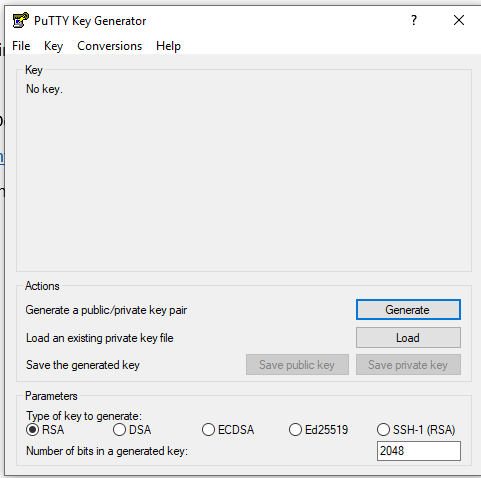 PuTTY Key Generator ?
File Key Conversions Help
Key
No key.
Actions
Generate a public/private key pair Generate
Load an existing private key file Load
Save the generated key Save public key Save private key
Parameters
Type of key to generate:
RSA DSA ECDSA Ed25519 SSH-1 (RSA)
Number of bits in a generated key: 2048